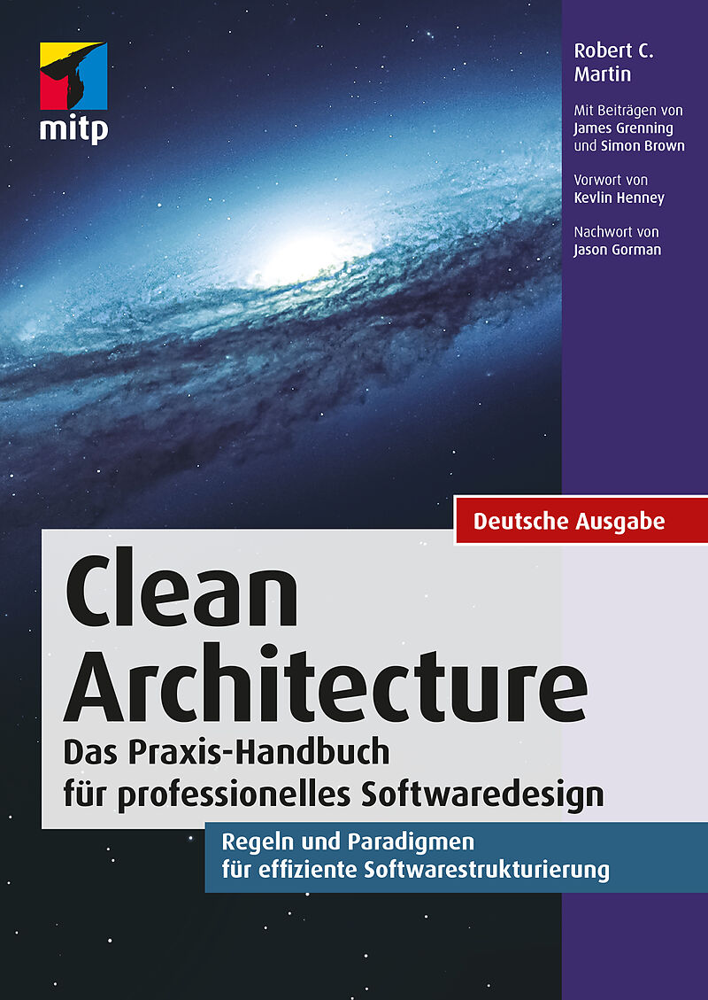 mitp
Robert C.
Martin
Mit Beiträgen von
James Grenning
und Simon Brown
Vorwort von
Kevlin Henney
Nachwort von
Jason Gorman
Deutsche Ausgabe
Clean
Architecture
Das Praxis-Handbuch
für professionelles Softwaredesign
Regeln und Paradigmen
für effiziente Softwarestrukturierung